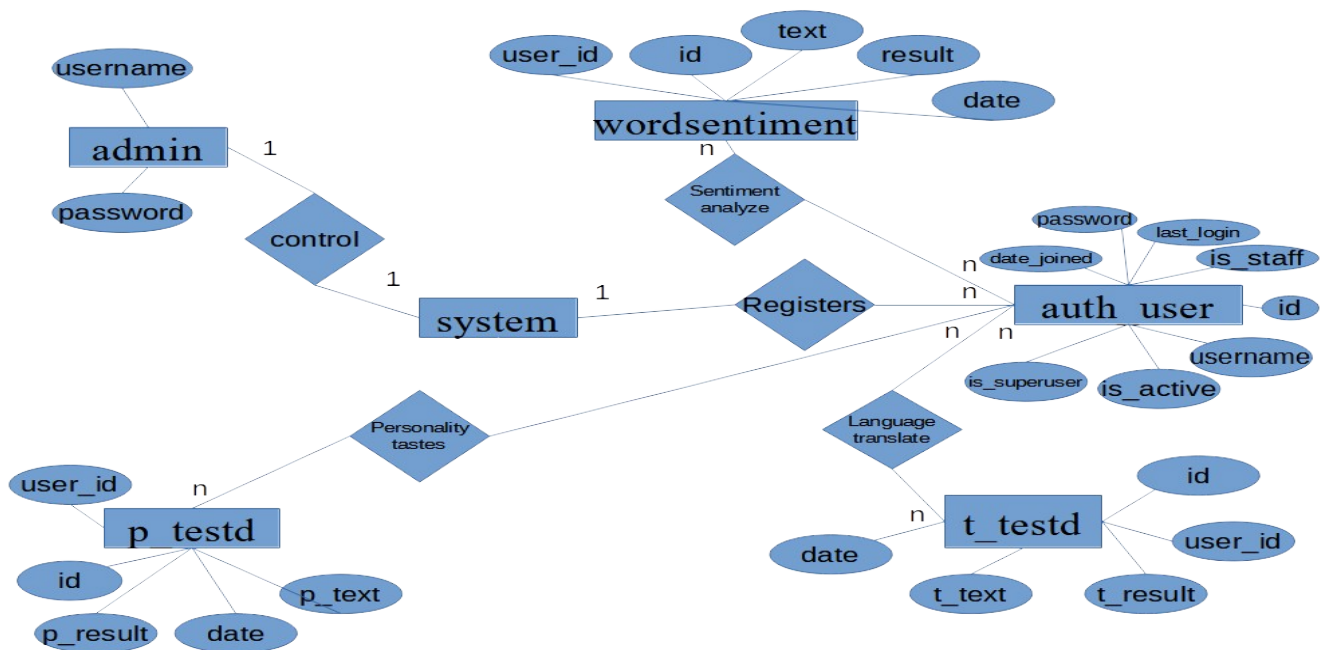 text
user_id
id
result
username
date
wordsentiment
admin
1
n
password
Sentiment
analyze
control
password
last_login
n
date_joined
is_staff
1
1
Registers
n
auth_user
id
system
n
n
username
is_superuser
is_active
Personality
tastes
Language
translate
user_id
n
id
p_testd
n
t_testd
date
user_id
id
p_text
t_text
t_result
p_result
date